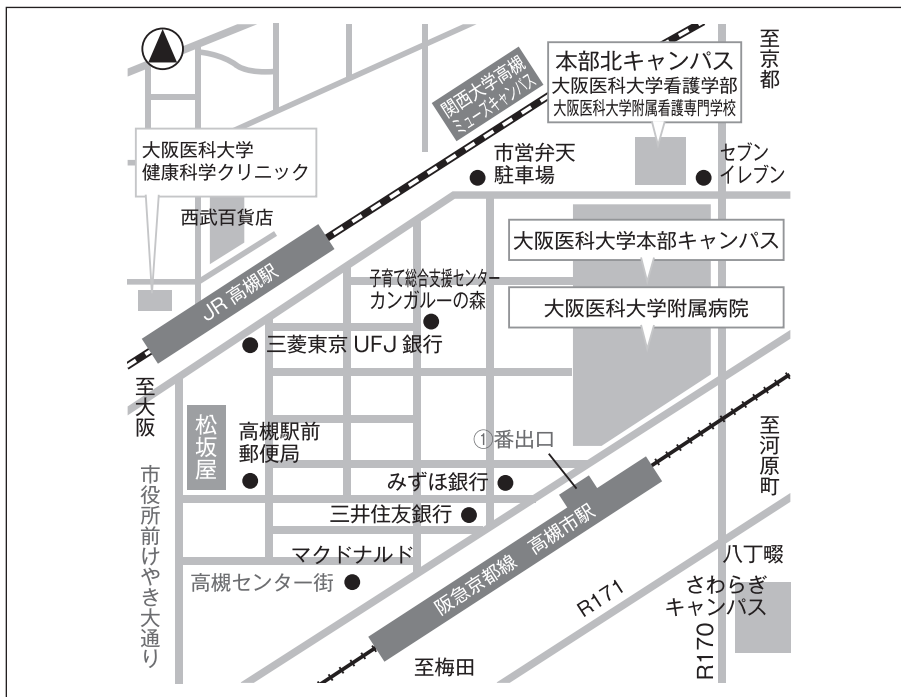 至京都
本部北キャンパス
大阪医科大学看護学部
大阪医科大学附属看護専門学校
関西大学高槻
ミューズキャンパス
大阪医科大学
健康科学クリニック
市営弁天
駐車場
セブン
イレブン
西武百貨店
大阪医科大学本部キャンパス
JR高槻駅
子育て総合支援センター
カンガルーの森
大阪医科大学附属病院
三菱東京UFJ銀行
至大阪
松坂屋
高槻駅前
郵便局
①番出口
至河原町
市役所前けやき大通り
みずほ銀行
三井住友銀行
阪急京都線 高槻市駅
マクドナルド
高槻センター街
八丁畷
さわらぎ
キャンパス
R171
R170
至梅田